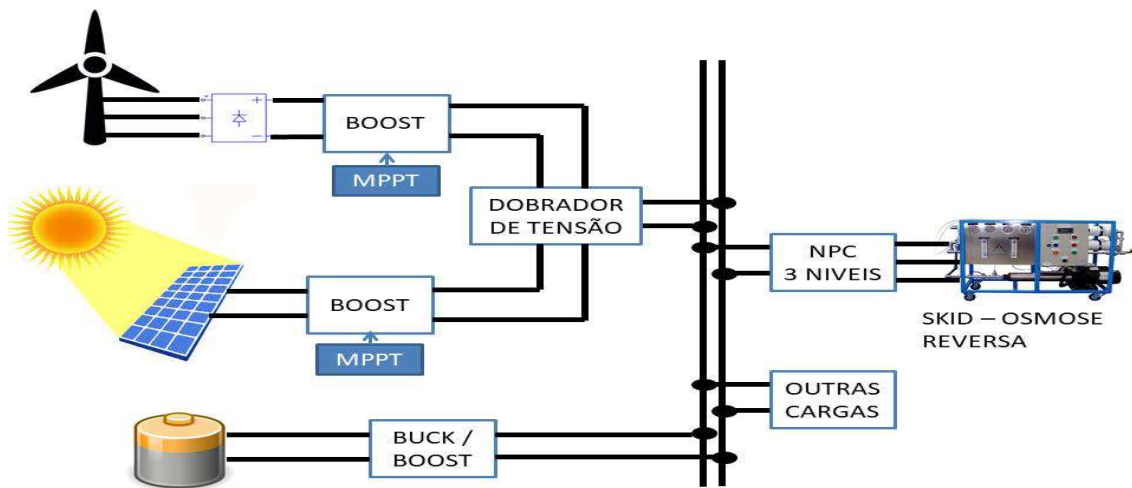 BOOST
MPPT
DOBRADOR
DE TENSÃO
NPC
3 NIVEIS
SKID – OSMOSE
REVERSA
BOOST
MPPT
OUTRAS
CARGAS
BUCK /
BOOST